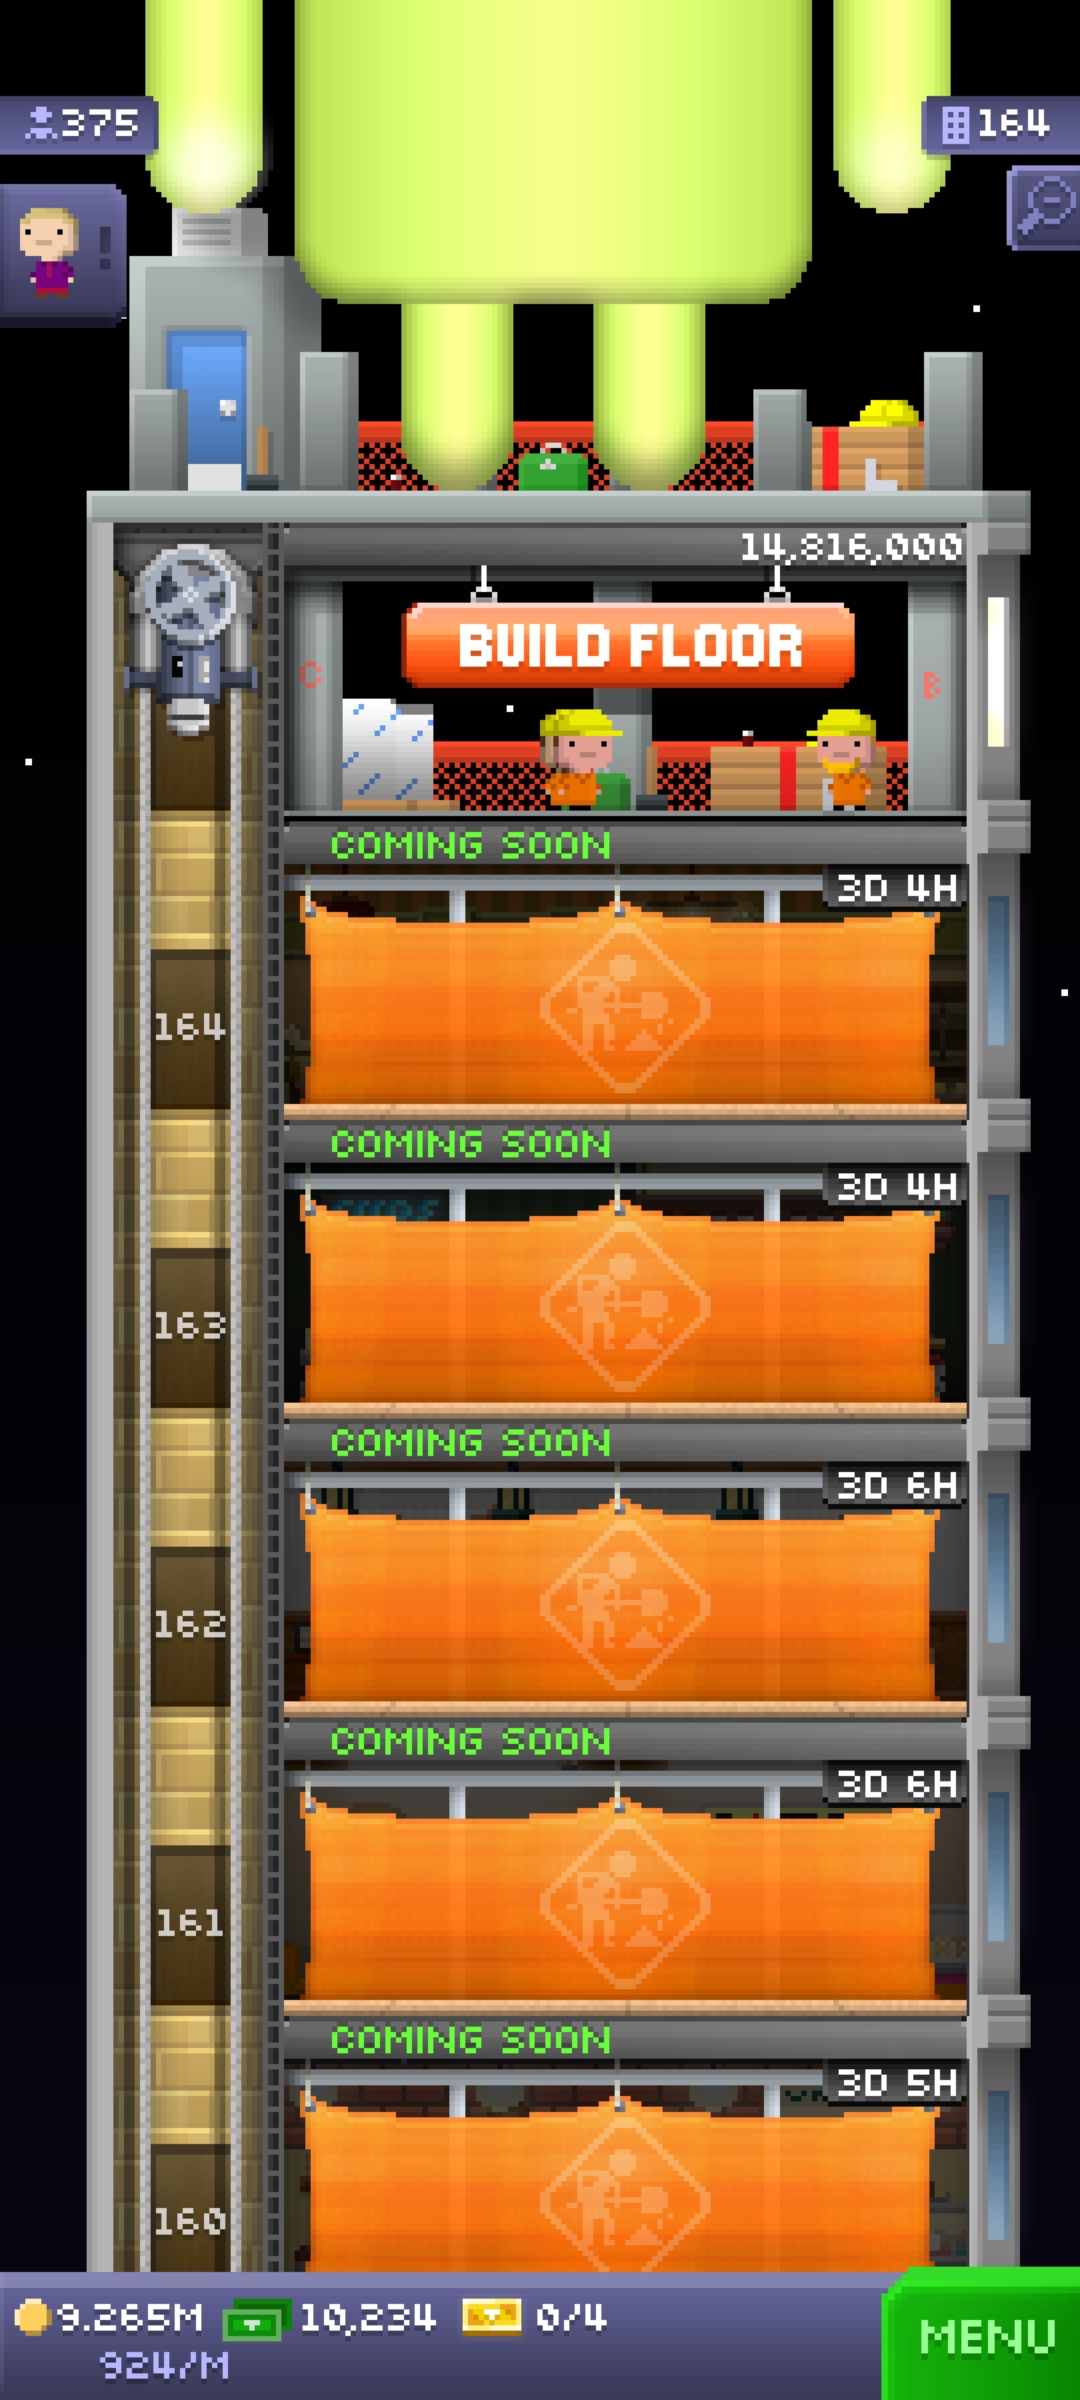 375
164
!
14,816,000
BUILD FLOOR
C
B
COMING SOON
3D 4H
164
COMING SOON
3D 4H
163
COMING SOON
3D 6H
162
COMING SOON
3D 6H
161
COMING SOON
3D 5H
160
9.265M 10,234 0/4
924/M
MENU